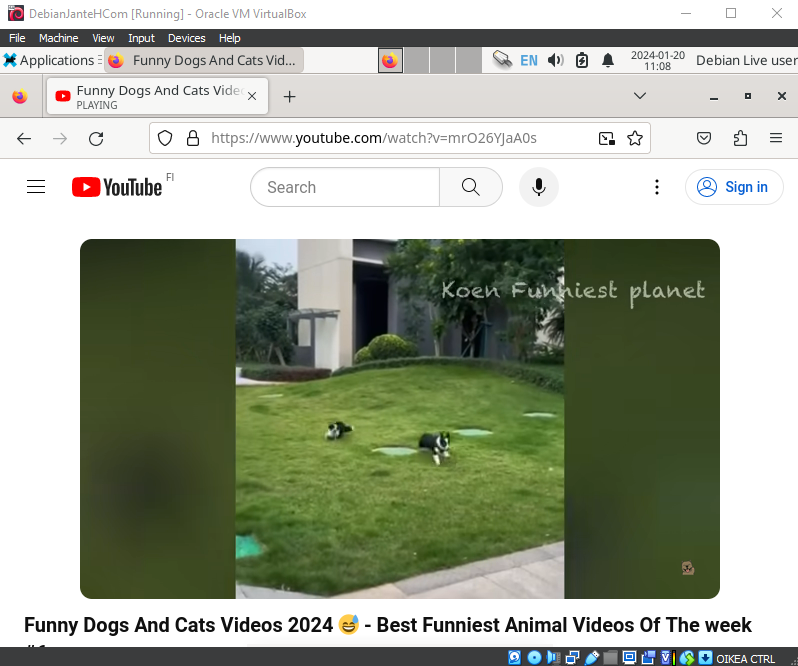 DebianJanteHCom [Running] - Oracle VM VirtualBox
File Machine View Input Devices Help
Applications Funny Dogs And Cats Vid... EN 2024-01-20 11:08 Debian Live user
Funny Dogs And Cats Vide
PLAYING
https://www.youtube.com/watch?v=mrO26YJaA0s
YouTube FI Search Sign in
Koen Funniest planet
Funny Dogs And Cats Videos 2024 😅 - Best Funniest Animal Videos Of The week
OIKEA CTRL